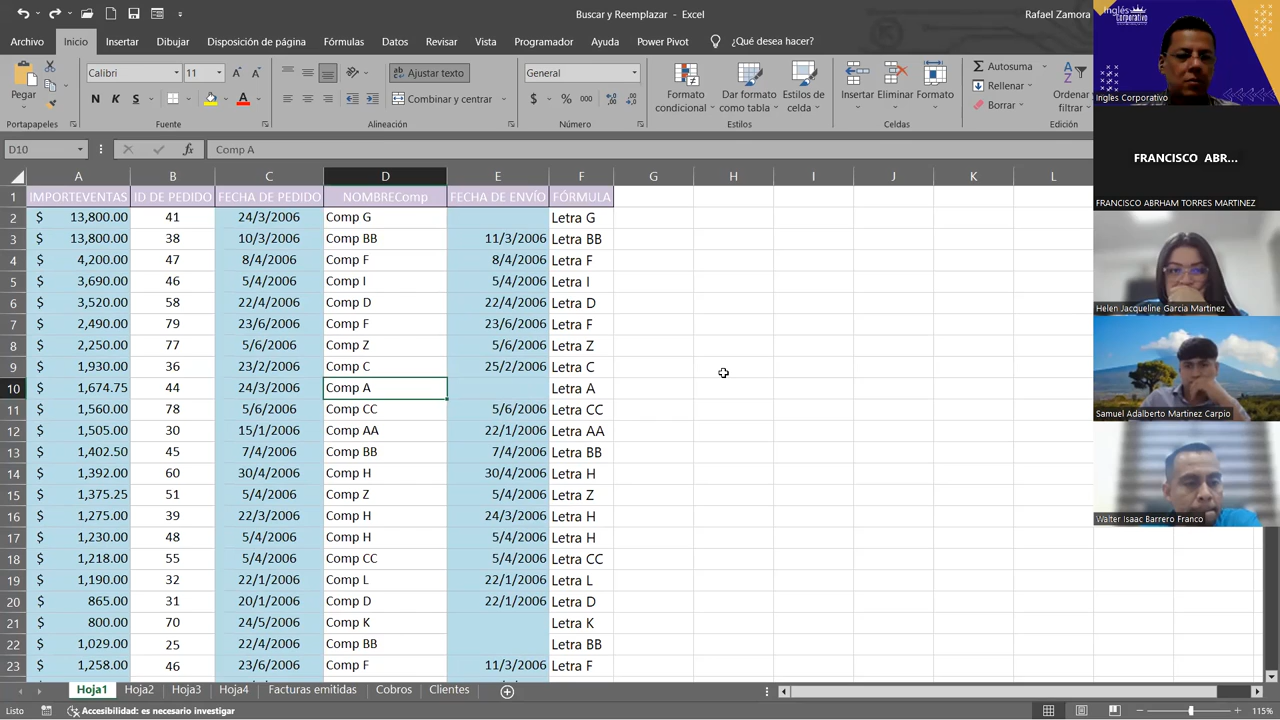 Buscar y Reemplazar - Excel
Rafael Zamora
Archivo Inicio Insertar Dibujar Disposición de página Fórmulas Datos Revisar Vista Programador Ayuda Power Pivot ¿Qué desea hacer?
Pegar
Calibri 11
N K S
Ajustar texto
Combinar y centrar
General
$ % 000
Formato condicional
Dar formato como tabla
Estilos de celda
Insertar Eliminar Formato
Autosuma
Rellenar
Borrar
Ordenar
filtrar
Portapapeles Fuente Alineación Número Estilos Celdas Edición
D10 fx Comp A
A B C D E F G H I J K L
1 IMPORTEVENTAS ID DE PEDIDO FECHA DE PEDIDO NOMBREComp FECHA DE ENVÍO FÓRMULA
2 $ 13,800.00 41 24/3/2006 Comp G Letra G
3 $ 13,800.00 38 10/3/2006 Comp BB 11/3/2006 Letra BB
4 $ 4,200.00 47 8/4/2006 Comp F 8/4/2006 Letra F
5 $ 3,690.00 46 5/4/2006 Comp I 5/4/2006 Letra I
6 $ 3,520.00 58 22/4/2006 Comp D 22/4/2006 Letra D
7 $ 2,490.00 79 23/6/2006 Comp F 23/6/2006 Letra F
8 $ 2,250.00 77 5/6/2006 Comp Z 5/6/2006 Letra Z
9 $ 1,930.00 36 23/2/2006 Comp C 25/2/2006 Letra C
10 $ 1,674.75 44 24/3/2006 Comp A Letra A
11 $ 1,560.00 78 5/6/2006 Comp CC 5/6/2006 Letra CC
12 $ 1,505.00 30 15/1/2006 Comp AA 22/1/2006 Letra AA
13 $ 1,402.50 45 7/4/2006 Comp BB 7/4/2006 Letra BB
14 $ 1,392.00 60 30/4/2006 Comp H 30/4/2006 Letra H
15 $ 1,375.25 51 5/4/2006 Comp Z 5/4/2006 Letra Z
16 $ 1,275.00 39 22/3/2006 Comp H 24/3/2006 Letra H
17 $ 1,230.00 48 5/4/2006 Comp H 5/4/2006 Letra H
18 $ 1,218.00 55 5/4/2006 Comp CC 5/4/2006 Letra CC
19 $ 1,190.00 32 22/1/2006 Comp L 22/1/2006 Letra L
20 $ 865.00 31 20/1/2006 Comp D 22/1/2006 Letra D
21 $ 800.00 70 24/5/2006 Comp K Letra K
22 $ 1,029.00 25 22/4/2006 Comp BB Letra BB
23 $ 1,258.00 46 23/6/2006 Comp F 11/3/2006 Letra F
Hoja1 Hoja2 Hoja3 Hoja4 Facturas emitidas Cobros Clientes
Listo Accesibilidad: es necesario investigar 115%
Inglés
Corporativo
Ingles Corporativo
FRANCISCO ABR...
FRANCISCO ABRHAM TORRES MARTINEZ
Helen Jacqueline Garcia Martinez
Samuel Adalberto Martinez Carpio
Walter Isaac Barrero Franco